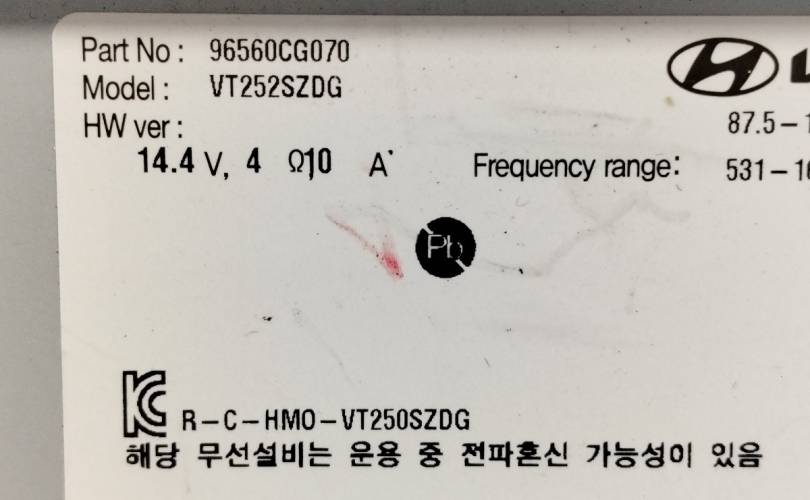 Part No : 96560CG070
Model : VT252SZDG
HW ver :
87.5-1
14.4 V, 4 Ω10 A
Frequency range: 531-16
Pb
R-C-HMO-VT250SZDG
해당 무선설비는 운용 중 전파혼신 가능성이 있음